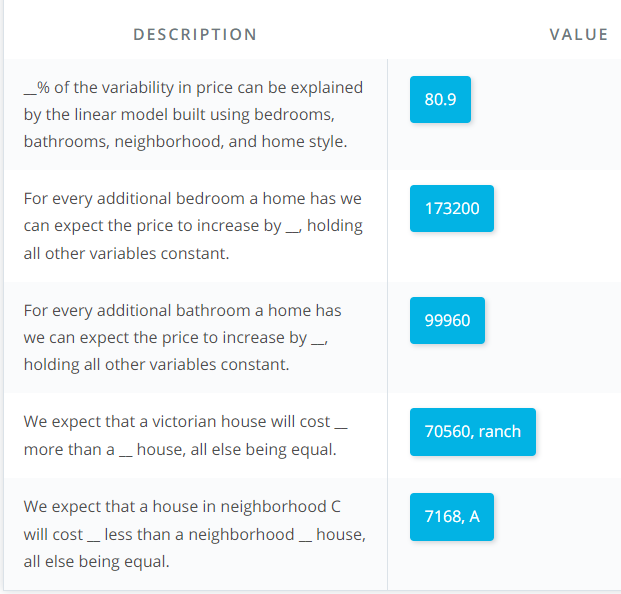 DESCRIPTION VALUE
__% of the variability in price can be explained
by the linear model built using bedrooms,
bathrooms, neighborhood, and home style.
80.9
For every additional bedroom a home has we
can expect the price to increase by __, holding
all other variables constant.
173200
For every additional bathroom a home has
we can expect the price to increase by __,
holding all other variables constant.
99960
We expect that a victorian house will cost __
more than a __ house, all else being equal.
70560, ranch
We expect that a house in neighborhood C
will cost __ less than a neighborhood __ house,
all else being equal.
7168, A